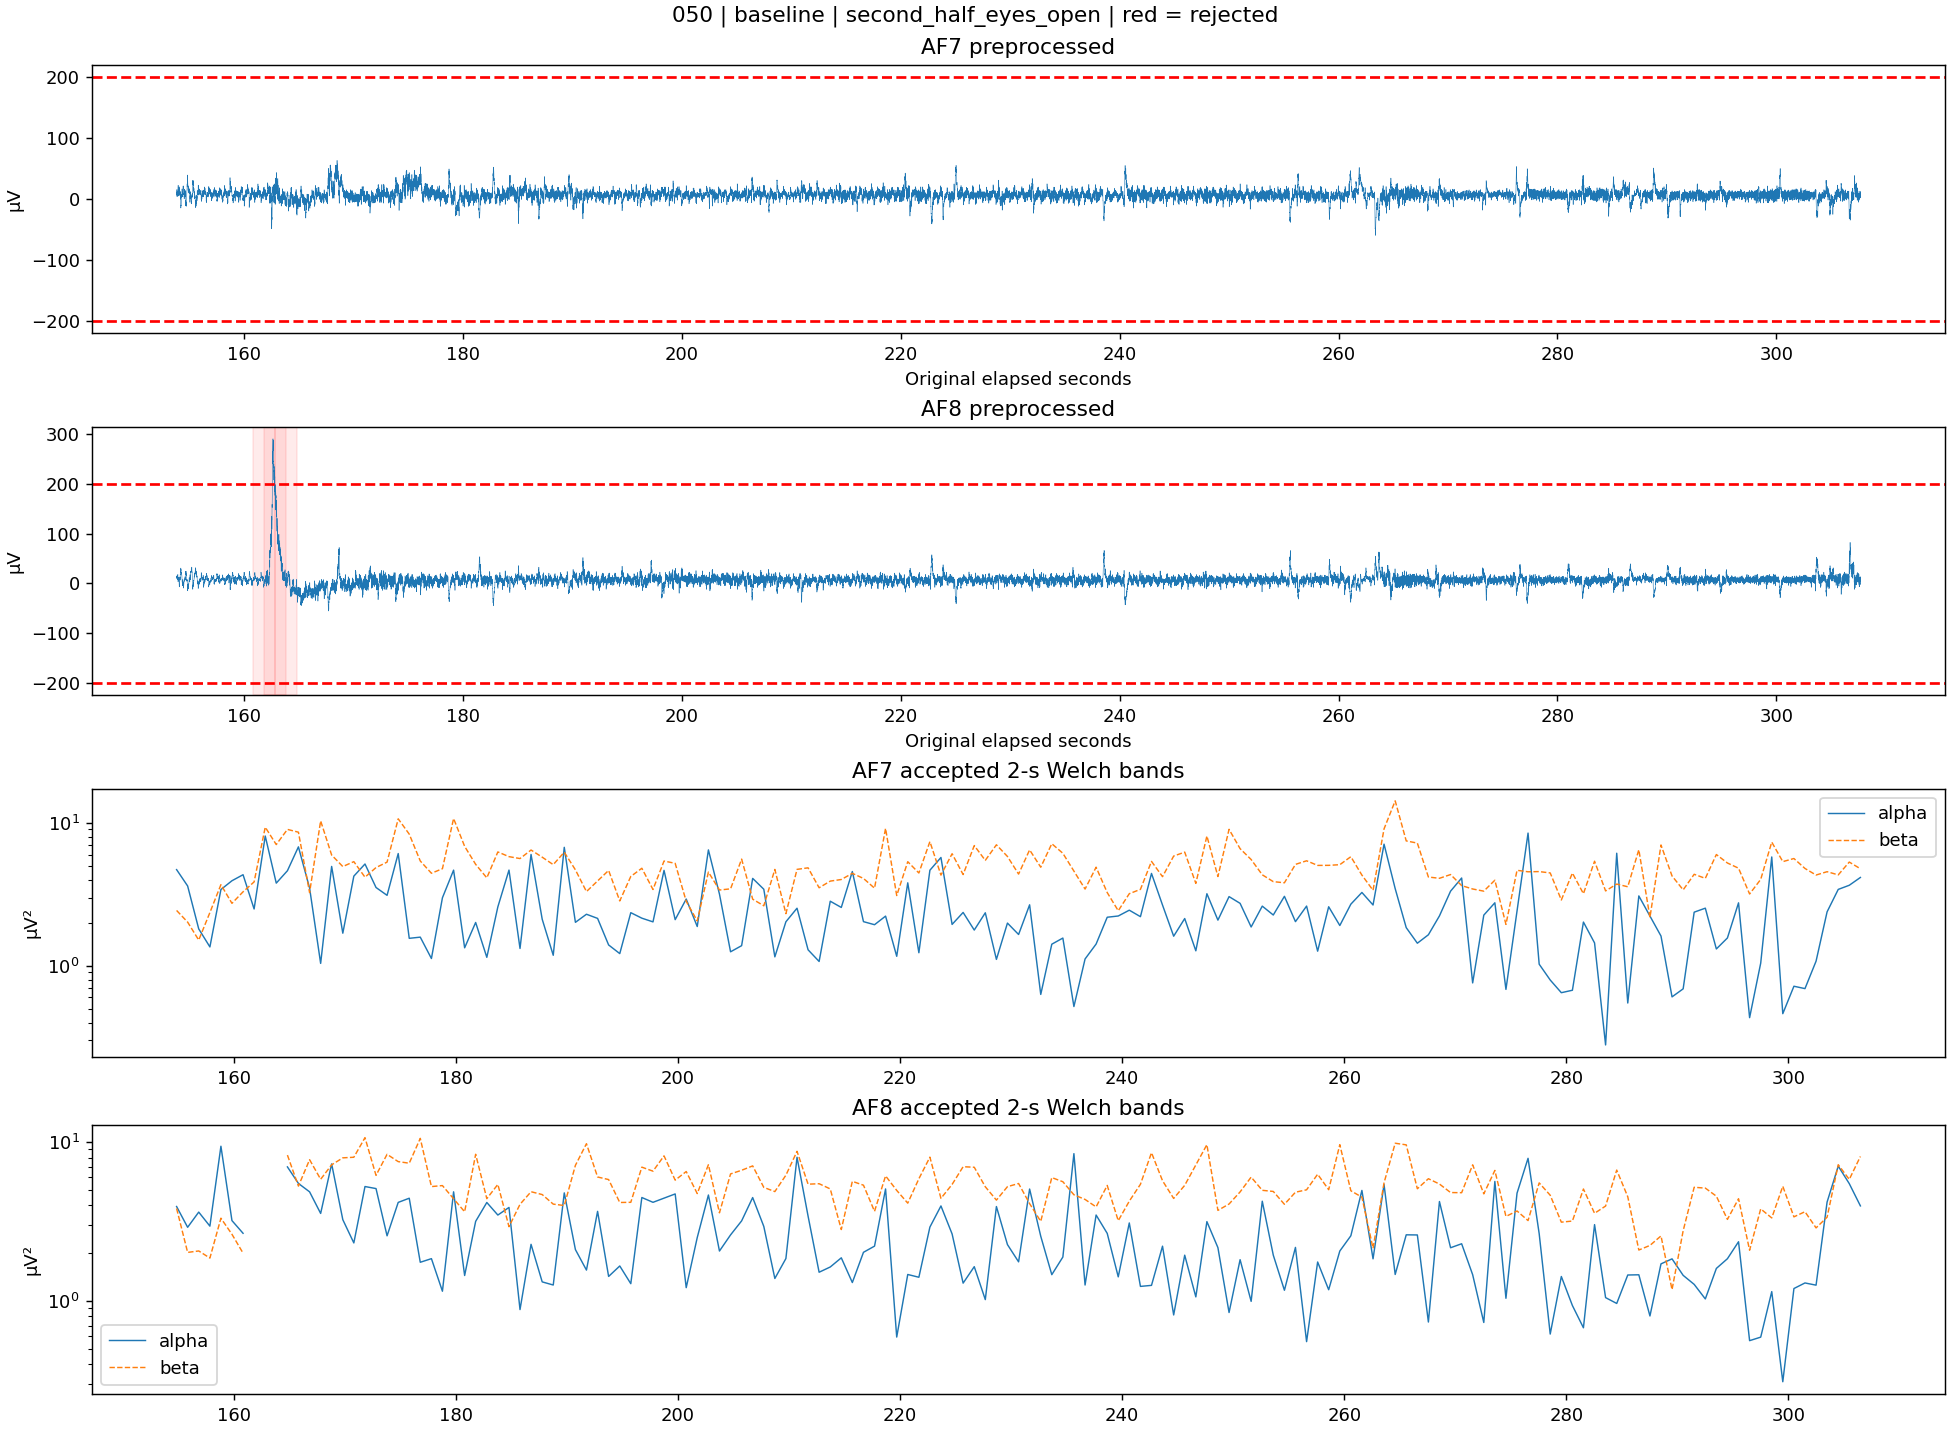 050 | baseline | second_half_eyes_open | red = rejected
AF7 preprocessed
200
100
0
−100
−200
µV
160 180 200 220 240 260 280 300
Original elapsed seconds
AF8 preprocessed
300
200
100
0
−100
−200
µV
160 180 200 220 240 260 280 300
Original elapsed seconds
AF7 accepted 2-s Welch bands
10¹
10⁰
µV²
alpha
beta
160 180 200 220 240 260 280 300
AF8 accepted 2-s Welch bands
10¹
10⁰
µV²
alpha
beta
160 180 200 220 240 260 280 300